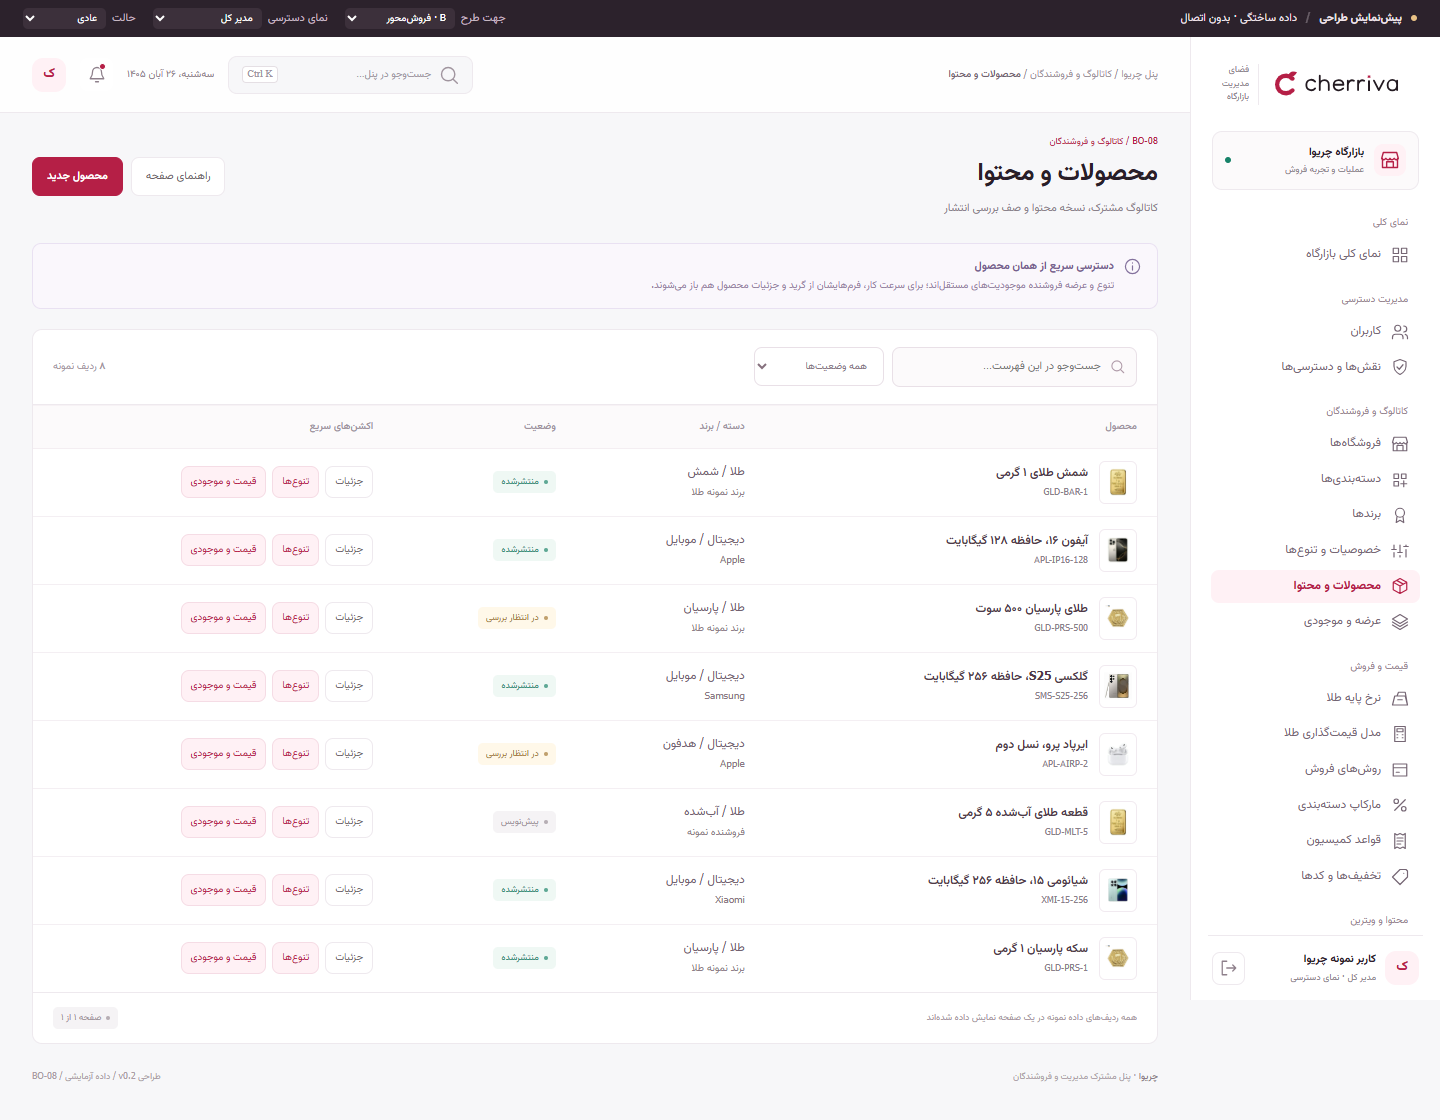 پیش‌نمایش طراحی / داده ساختگی · بدون اتصال
جهت طرح B · فروش‌محور نمای دسترسی مدیر کل حالت عادی
cherriva
فضای
مدیریت
بازارگاه
بازارگاه چریوا
عملیات و تجربه فروش
نمای کلی
نمای کلی بازارگاه
مدیریت دسترسی
کاربران
نقش‌ها و دسترسی‌ها
کاتالوگ و فروشندگان
فروشگاه‌ها
دسته‌بندی‌ها
برندها
خصوصیات و تنوع‌ها
محصولات و محتوا
عرضه و موجودی
قیمت و فروش
نرخ پایه طلا
مدل قیمت‌گذاری طلا
روش‌های فروش
مارکاپ دسته‌بندی
قواعد کمیسیون
تخفیف‌ها و کدها
محتوا و ویترین
ک
کاربر نمونه چریوا
مدیر کل · نمای دسترسی
پنل چریوا / کاتالوگ و فروشندگان / محصولات و محتوا
جست‌وجو در پنل... Ctrl K
سه‌شنبه، ۲۶ آبان ۱۴۰۵
ک
BO-08 / کاتالوگ و فروشندگان
محصولات و محتوا
کاتالوگ مشترک، نسخه محتوا و صف بررسی انتشار
راهنمای صفحه
محصول جدید
دسترسی سریع از همان محصول
تنوع و عرضه فروشنده موجودیت‌های مستقل‌اند؛ برای سرعت کار، فرم‌هایشان از گرید و جزئیات محصول هم باز می‌شوند.
جست‌وجو در این فهرست... همه وضعیت‌ها ۸ ردیف نمونه
محصول دسته / برند وضعیت اکشن‌های سریع
شمش طلای ۱ گرمی
GLD-BAR-1
طلا / شمش
برند نمونه طلا
منتشرشده جزئیات تنوع‌ها قیمت و موجودی
آیفون ۱۶، حافظه ۱۲۸ گیگابایت
APL-IP16-128
دیجیتال / موبایل
Apple
منتشرشده جزئیات تنوع‌ها قیمت و موجودی
طلای پارسیان ۵۰۰ سوت
GLD-PRS-500
طلا / پارسیان
برند نمونه طلا
در انتظار بررسی جزئیات تنوع‌ها قیمت و موجودی
گلکسی S25، حافظه ۲۵۶ گیگابایت
SMS-S25-256
دیجیتال / موبایل
Samsung
منتشرشده جزئیات تنوع‌ها قیمت و موجودی
ایرپاد پرو، نسل دوم
APL-AIRP-2
دیجیتال / هدفون
Apple
در انتظار بررسی جزئیات تنوع‌ها قیمت و موجودی
قطعه طلای آب‌شده ۵ گرمی
GLD-MLT-5
طلا / آب‌شده
فروشنده نمونه
پیش‌نویس جزئیات تنوع‌ها قیمت و موجودی
شیائومی ۱۵، حافظه ۲۵۶ گیگابایت
XMI-15-256
دیجیتال / موبایل
Xiaomi
منتشرشده جزئیات تنوع‌ها قیمت و موجودی
سکه پارسیان ۱ گرمی
GLD-PRS-1
طلا / پارسیان
برند نمونه طلا
منتشرشده جزئیات تنوع‌ها قیمت و موجودی
همه ردیف‌های داده نمونه در یک صفحه نمایش داده شده‌اند
صفحه ۱ از ۱
چریوا · پنل مشترک مدیریت و فروشندگان
طراحی v0.2 / داده آزمایشی / BO-08